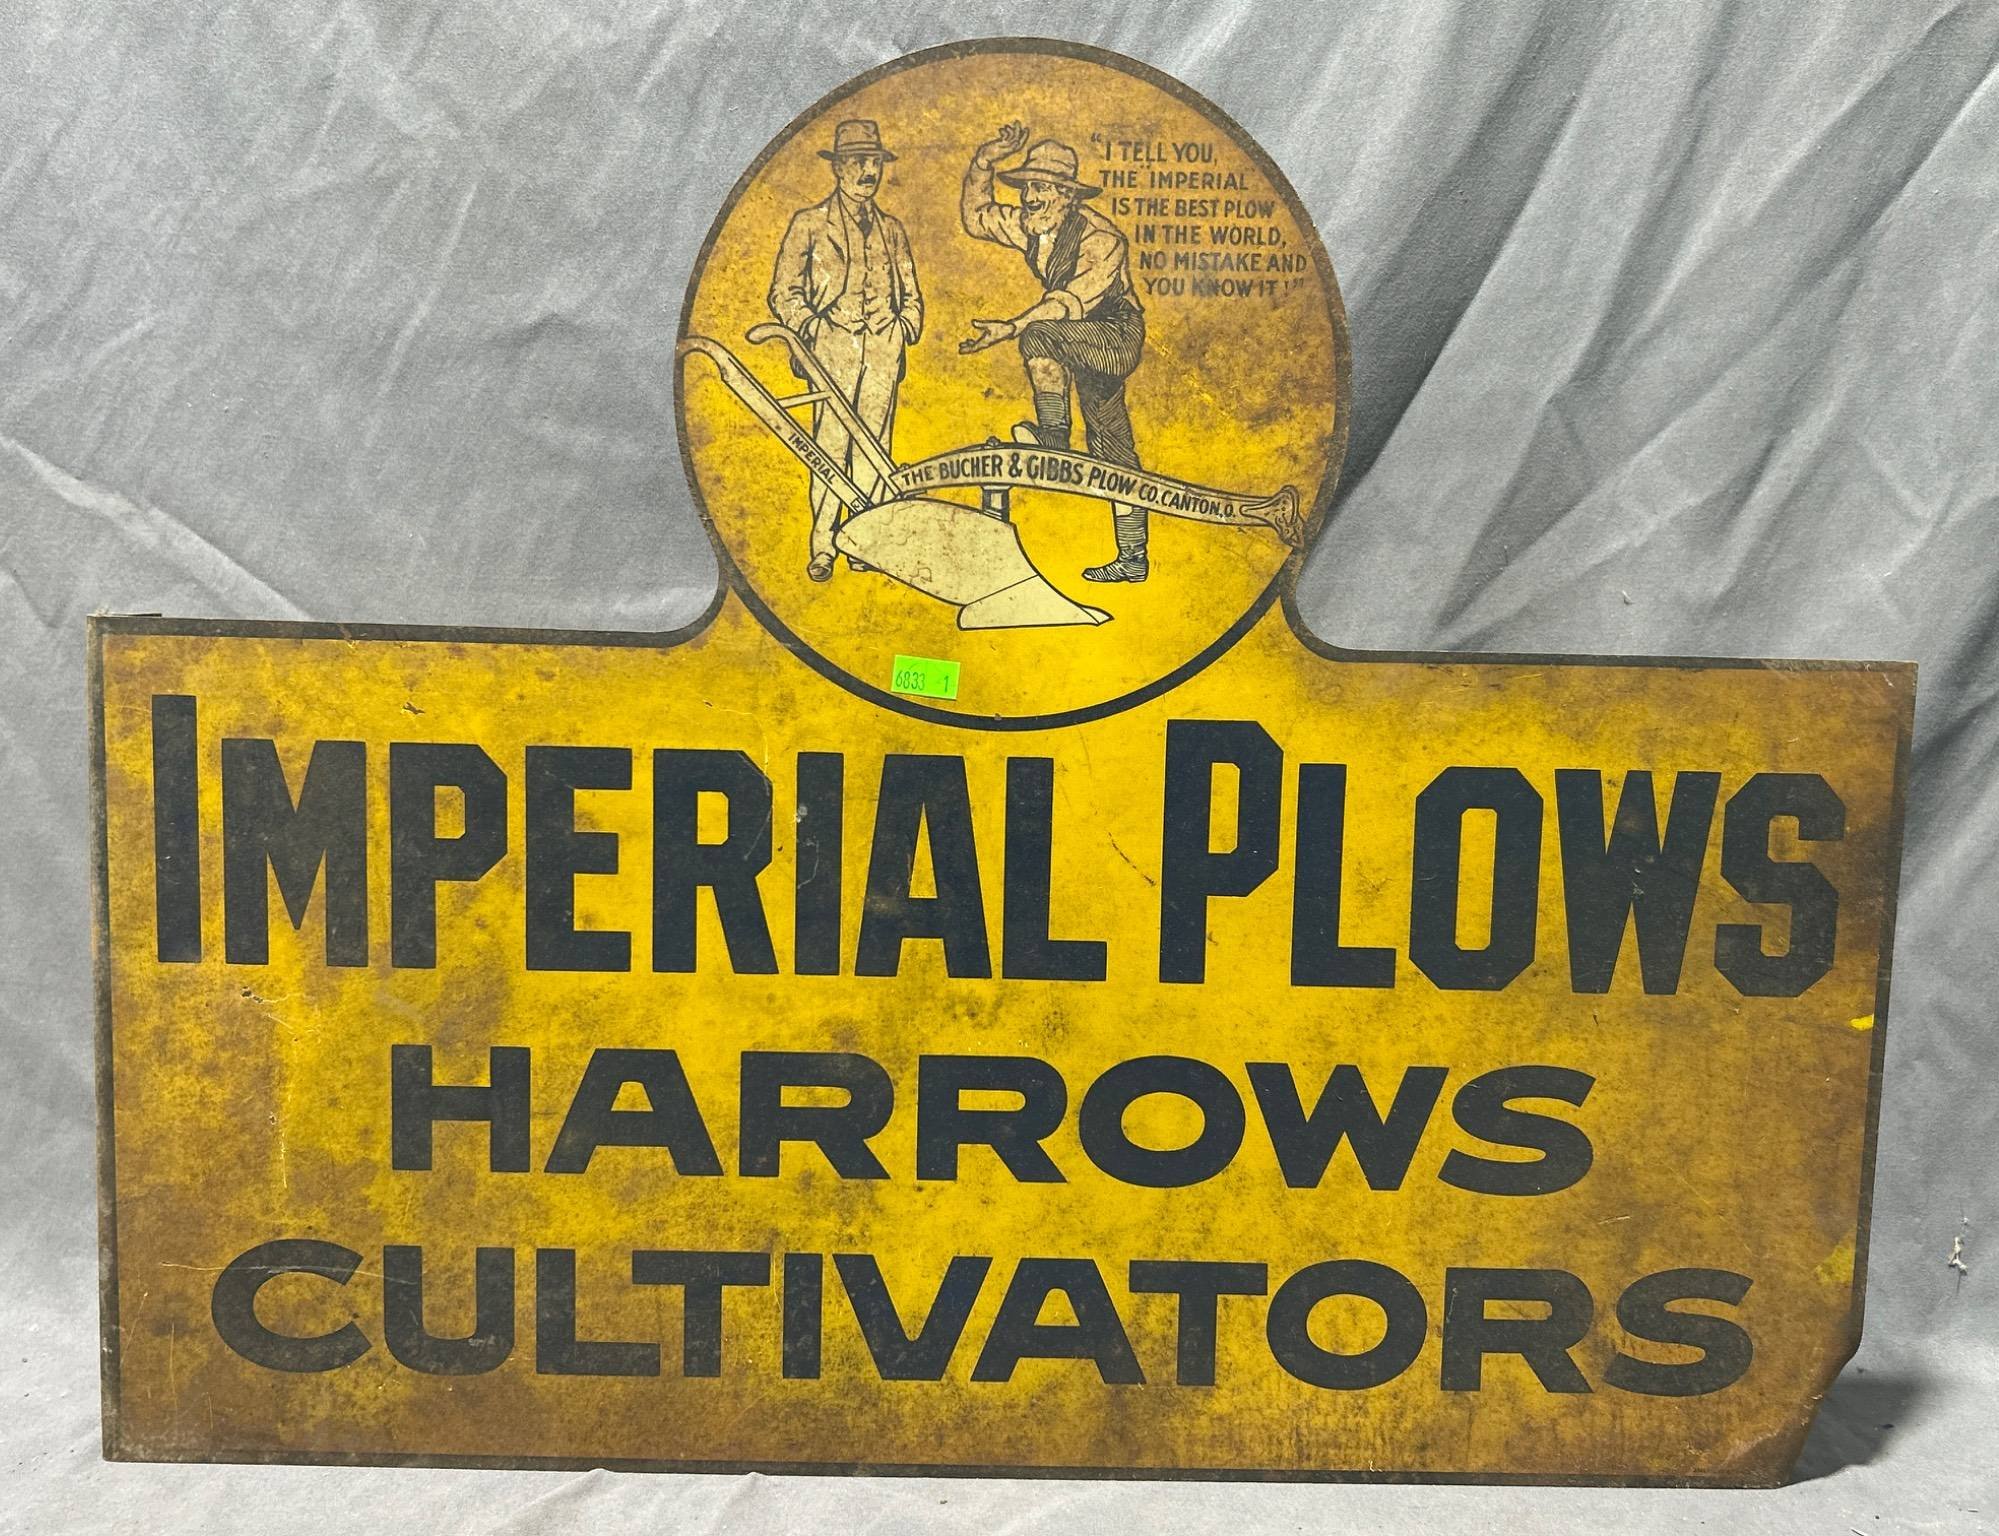 "I TELL YOU,
THE "IMPERIAL
IS THE BEST PLOW
IN THE WORLD,
NO MISTAKE AND
YOU KNOW IT!"
IMPERIAL
THE BUCHER & GIBBS PLOW CO. CANTON, O.
6833 1
IMPERIAL PLOWS
HARROWS
CULTIVATORS